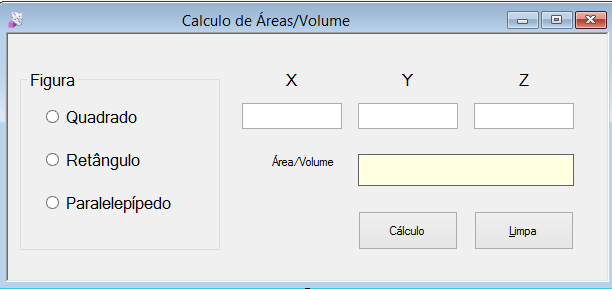 Calculo de Áreas/Volume
Figura
X Y Z
Quadrado
Retângulo
Área/Volume
Paralelepípedo
Cálculo Limpa